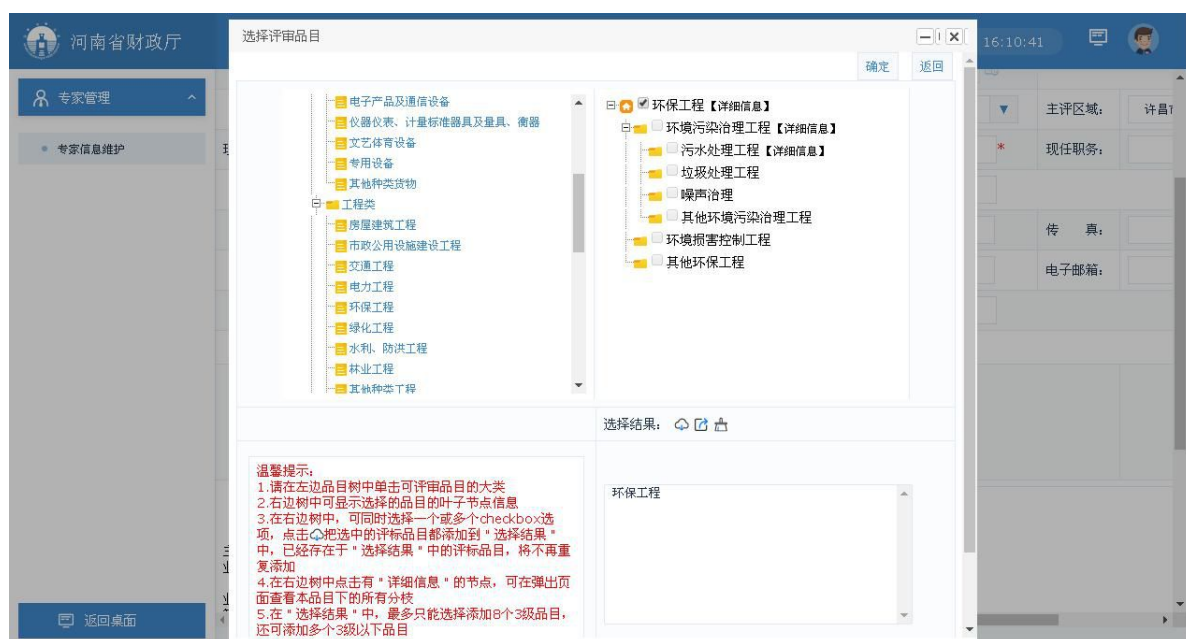 河南省财政厅
选择评审品目
16:10:41
确定
返回
专家管理
专家信息维护
主评区域:
许昌
现任职务:
传 真:
电子邮箱:
电子产品及通信设备
仪器仪表、计量标准器具及量具、衡器
文艺体育设备
专用设备
其他种类货物
工程类
房屋建筑工程
市政公用设施建设工程
交通工程
电力工程
环保工程
绿化工程
水利、防洪工程
林业工程
其他种类工程
环保工程【详细信息】
环境污染治理工程【详细信息】
污水处理工程【详细信息】
垃圾处理工程
噪声治理
其他环境污染治理工程
环境损害控制工程
其他环保工程
选择结果:
温馨提示:
1.请在左边品目树中单击可评审品目的大类
2.右边树中可显示选择的品目的叶子节点信息
3.在右边树中,可同时选择一个或多个checkbox选
项,点击把选中的评标品目都添加到"选择结果"
中,已经存在于"选择结果"中的评标品目,将不再重
复添加
4.在右边树中点击有"详细信息"的节点,可在弹出页
面查看本品目下的所有分枝
5.在"选择结果"中,最多只能选择添加8个3级品目,
还可添加多个3级以下品目
环保工程
返回桌面